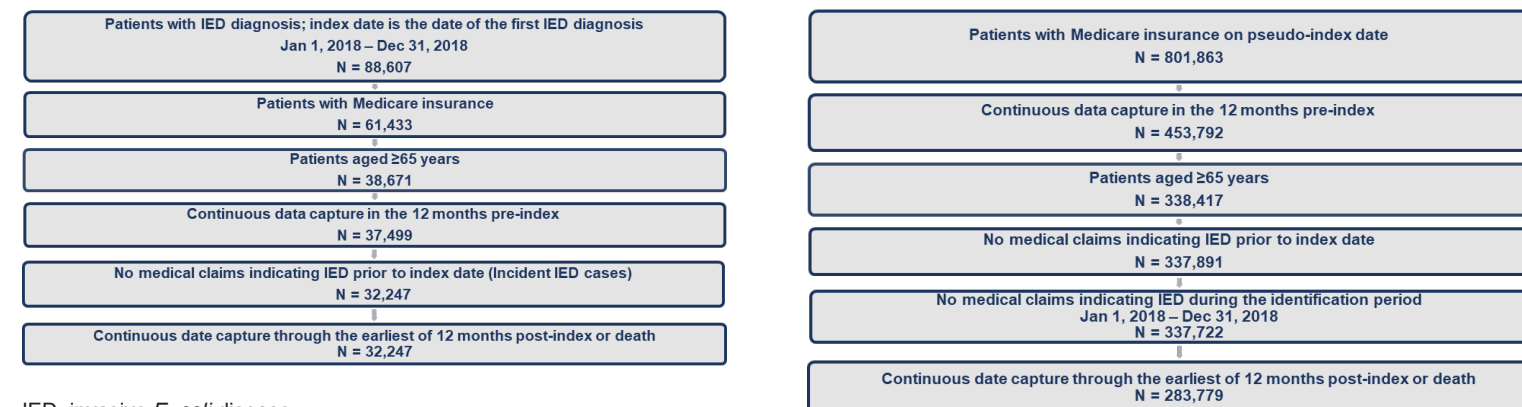 Patients with IED diagnosis; index date is the date of the first IED diagnosis
Jan 1, 2018 – Dec 31, 2018
N = 88,607
Patients with Medicare insurance
N = 61,433
Patients aged ≥65 years
N = 38,671
Continuous data capture in the 12 months pre-index
N = 37,499
No medical claims indicating IED prior to index date (Incident IED cases)
N = 32,247
Continuous date capture through the earliest of 12 months post-index or death
N = 32,247
IED, invasive E. coli disease
Patients with Medicare insurance on pseudo-index date
N = 801,863
Continuous data capture in the 12 months pre-index
N = 453,792
Patients aged ≥65 years
N = 338,417
No medical claims indicating IED prior to index date
N = 337,891
No medical claims indicating IED during the identification period
Jan 1, 2018 – Dec 31, 2018
N = 337,722
Continuous date capture through the earliest of 12 months post-index or death
N = 283,779